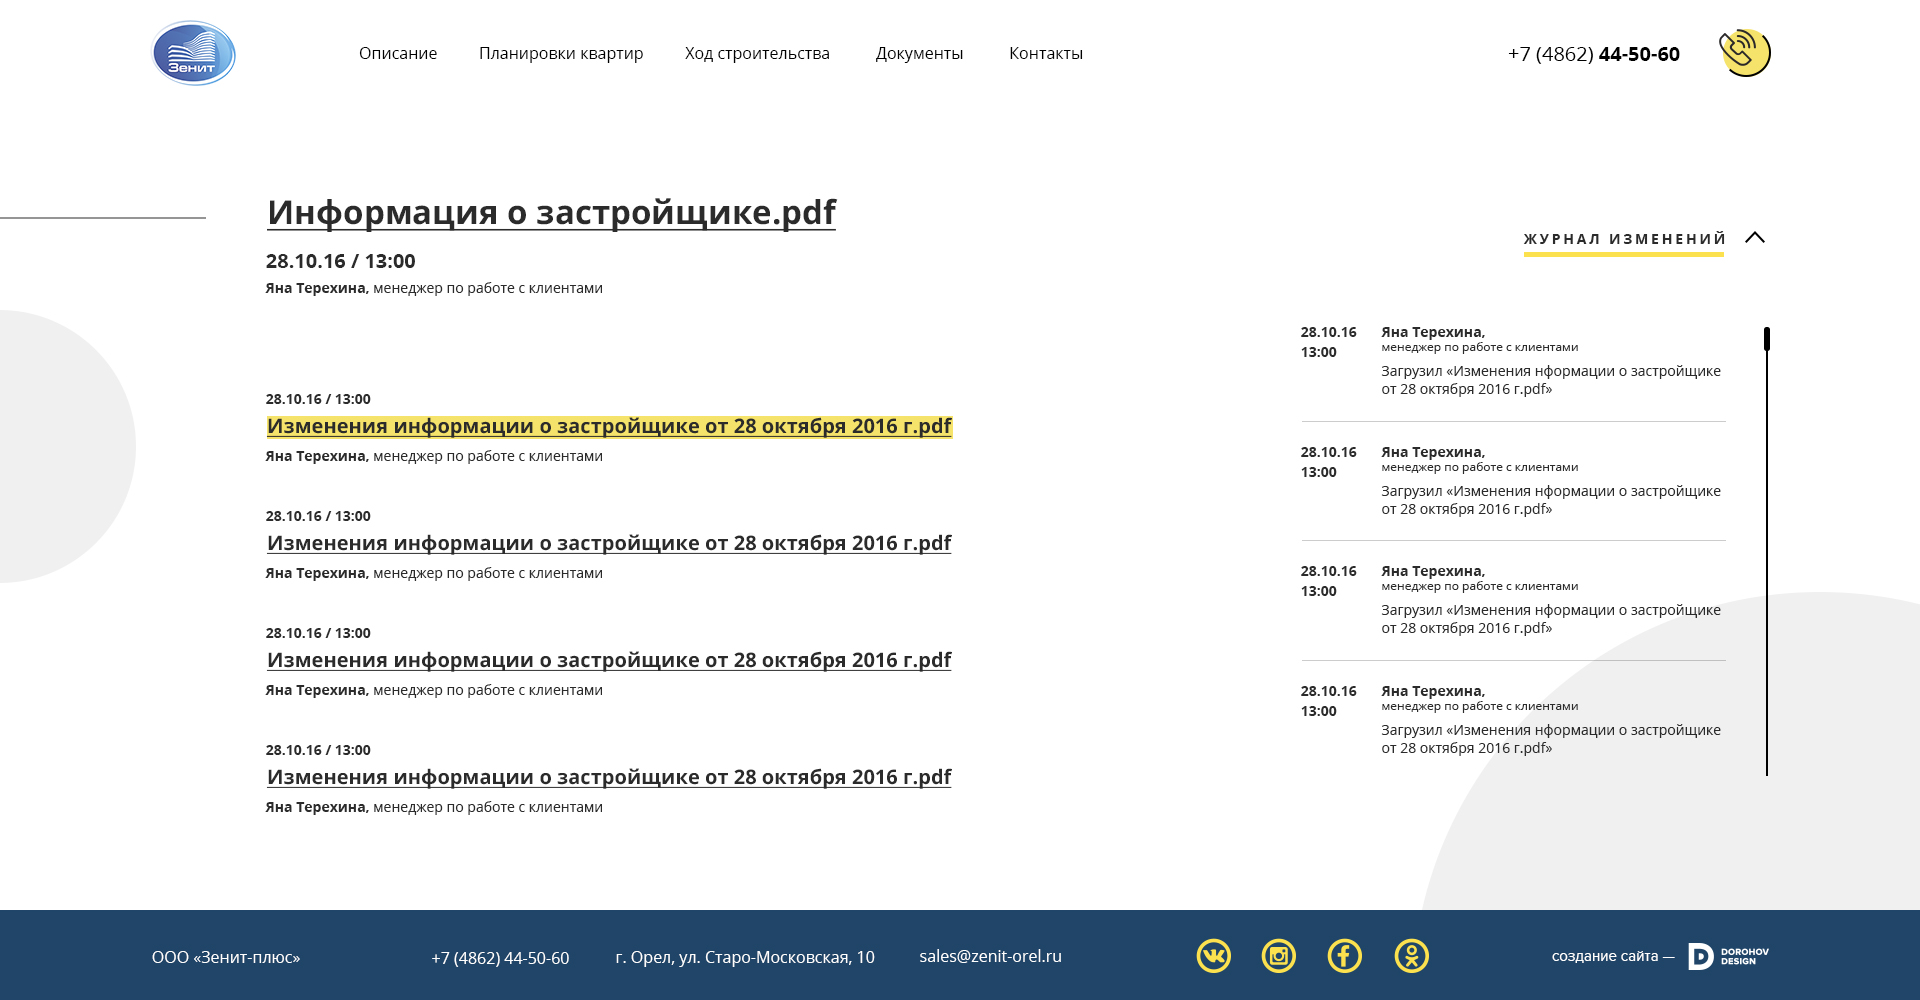 Зенит
Описание
Планировки квартир
Ход строительства
Документы
Контакты
+7 (4862) 44-50-60
Информация о застройщике.pdf
28.10.16 / 13:00
Яна Терехина, менеджер по работе с клиентами
28.10.16 / 13:00
Изменения информации о застройщике от 28 октября 2016 г.pdf
Яна Терехина, менеджер по работе с клиентами
28.10.16 / 13:00
Изменения информации о застройщике от 28 октября 2016 г.pdf
Яна Терехина, менеджер по работе с клиентами
28.10.16 / 13:00
Изменения информации о застройщике от 28 октября 2016 г.pdf
Яна Терехина, менеджер по работе с клиентами
28.10.16 / 13:00
Изменения информации о застройщике от 28 октября 2016 г.pdf
Яна Терехина, менеджер по работе с клиентами
ЖУРНАЛ ИЗМЕНЕНИЙ
28.10.16
13:00
Яна Терехина,
менеджер по работе с клиентами
Загрузил «Изменения нформации о застройщике
от 28 октября 2016 г.pdf»
28.10.16
13:00
Яна Терехина,
менеджер по работе с клиентами
Загрузил «Изменения нформации о застройщике
от 28 октября 2016 г.pdf»
28.10.16
13:00
Яна Терехина,
менеджер по работе с клиентами
Загрузил «Изменения нформации о застройщике
от 28 октября 2016 г.pdf»
28.10.16
13:00
Яна Терехина,
менеджер по работе с клиентами
Загрузил «Изменения нформации о застройщике
от 28 октября 2016 г.pdf»
ООО «Зенит-плюс»
+7 (4862) 44-50-60
г. Орел, ул. Старо-Московская, 10
sales@zenit-orel.ru
создание сайта —
DOROHOV
DESIGN